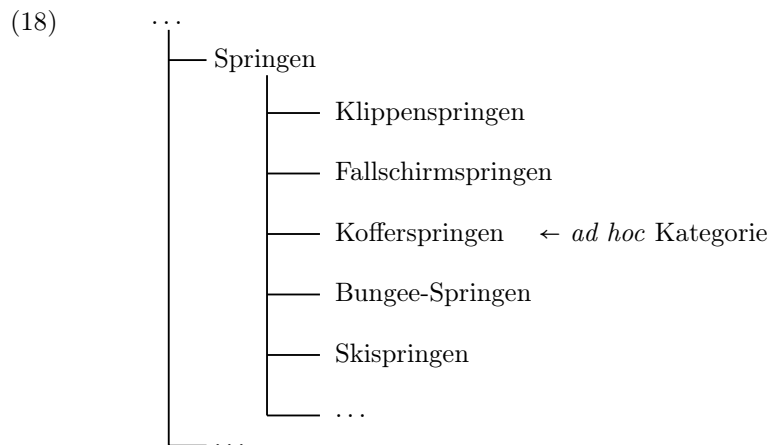 (18) ...
Springen
Klippenspringen
Fallschirmspringen
Kofferspringen ← ad hoc Kategorie
Bungee-Springen
Skispringen
...
...